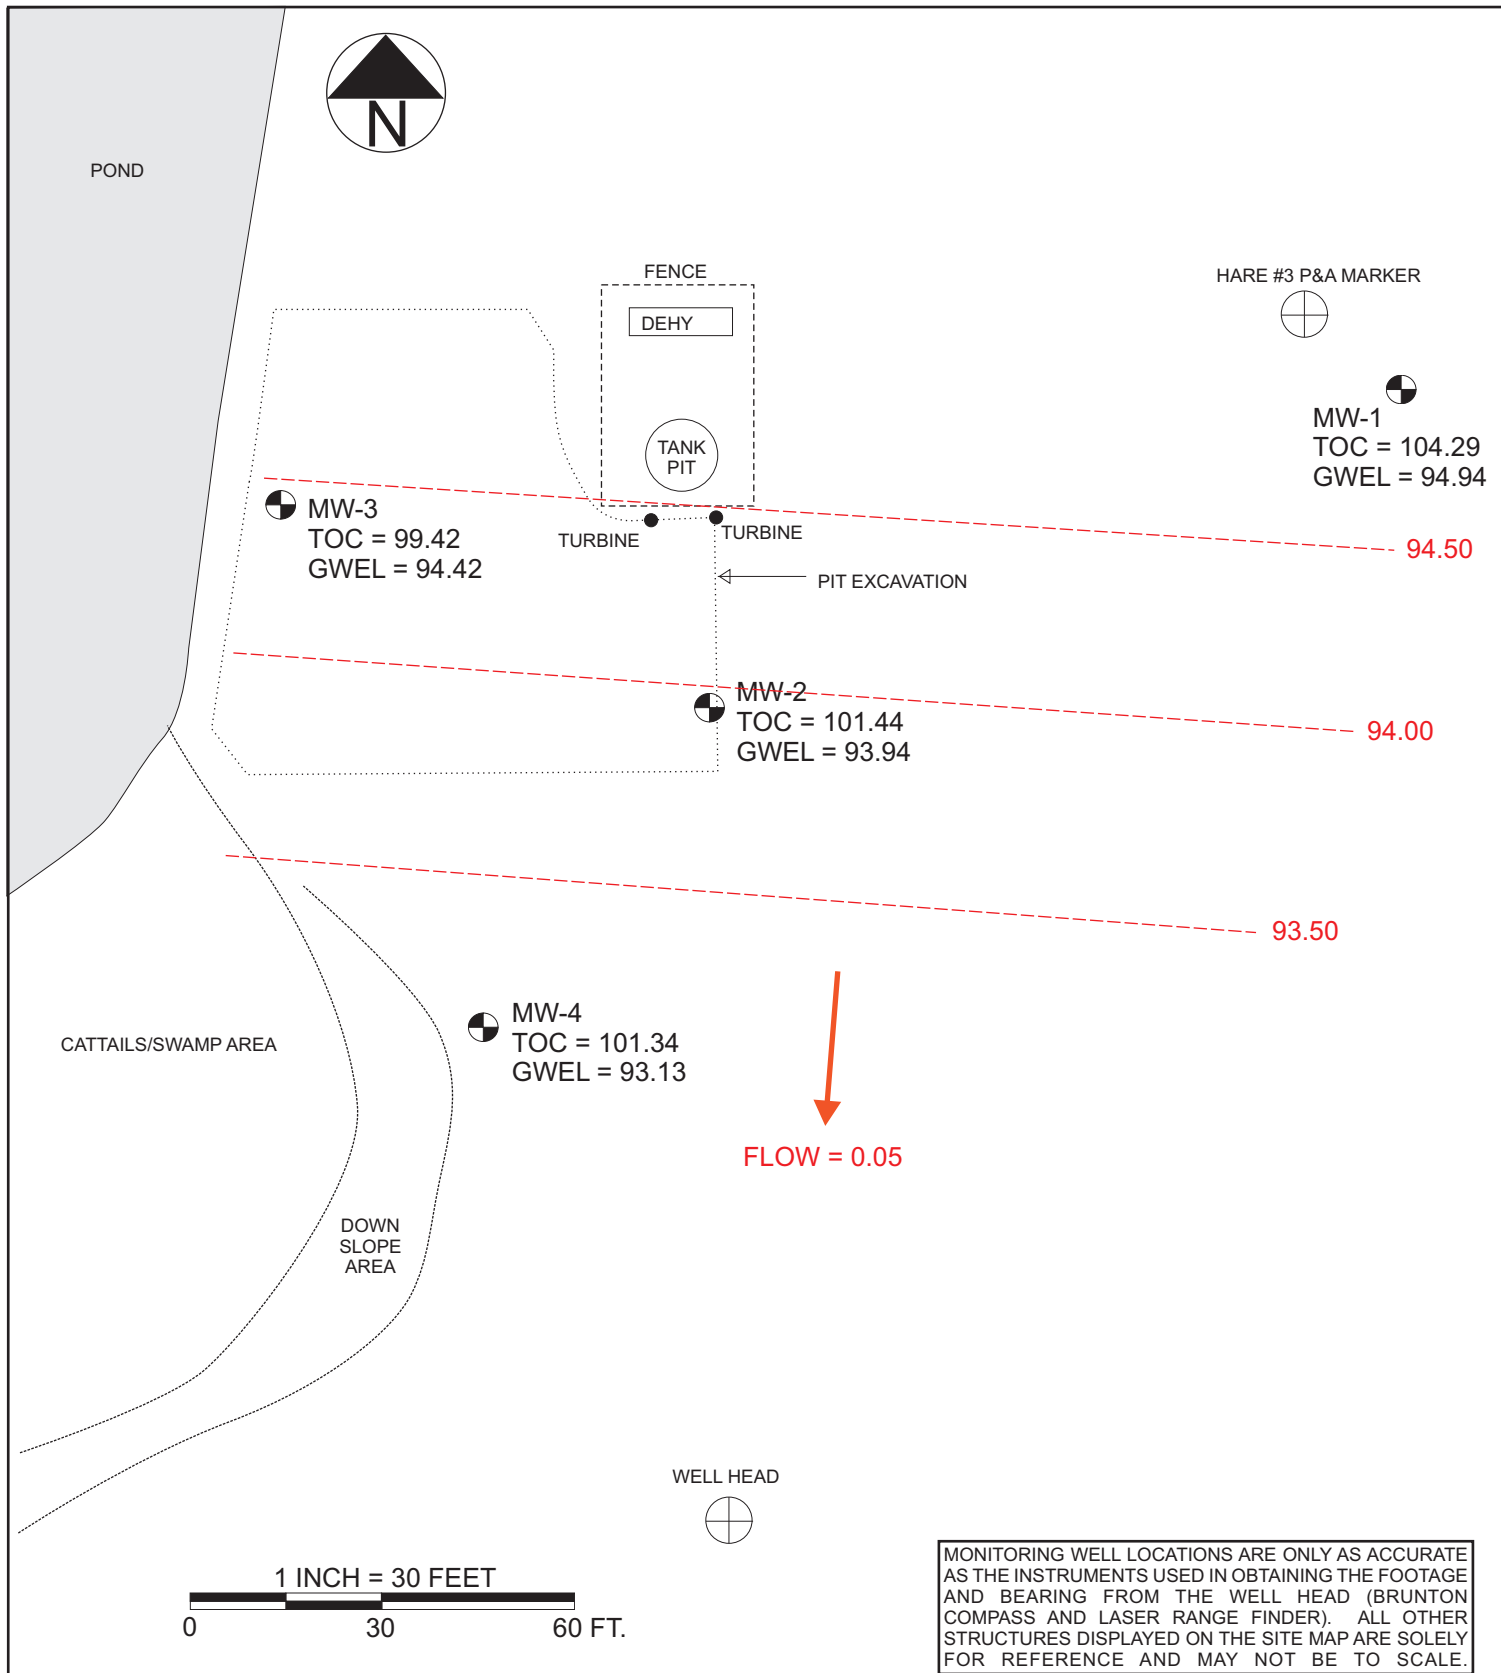 N
POND
FENCE
DEHY
TANK
PIT
HARE #3 P&A MARKER
MW-1
TOC = 104.29
GWEL = 94.94
MW-3
TOC = 99.42
GWEL = 94.42
TURBINE
TURBINE
94.50
PIT EXCAVATION
MW-2
TOC = 101.44
GWEL = 93.94
94.00
93.50
MW-4
TOC = 101.34
GWEL = 93.13
CATTAILS/SWAMP AREA
FLOW = 0.05
DOWN
SLOPE
AREA
WELL HEAD
1 INCH = 30 FEET
0 30 60 FT.
MONITORING WELL LOCATIONS ARE ONLY AS ACCURATE
AS THE INSTRUMENTS USED IN OBTAINING THE FOOTAGE
AND BEARING FROM THE WELL HEAD (BRUNTON
COMPASS AND LASER RANGE FINDER). ALL OTHER
STRUCTURES DISPLAYED ON THE SITE MAP ARE SOLELY
FOR REFERENCE AND MAY NOT BE TO SCALE.